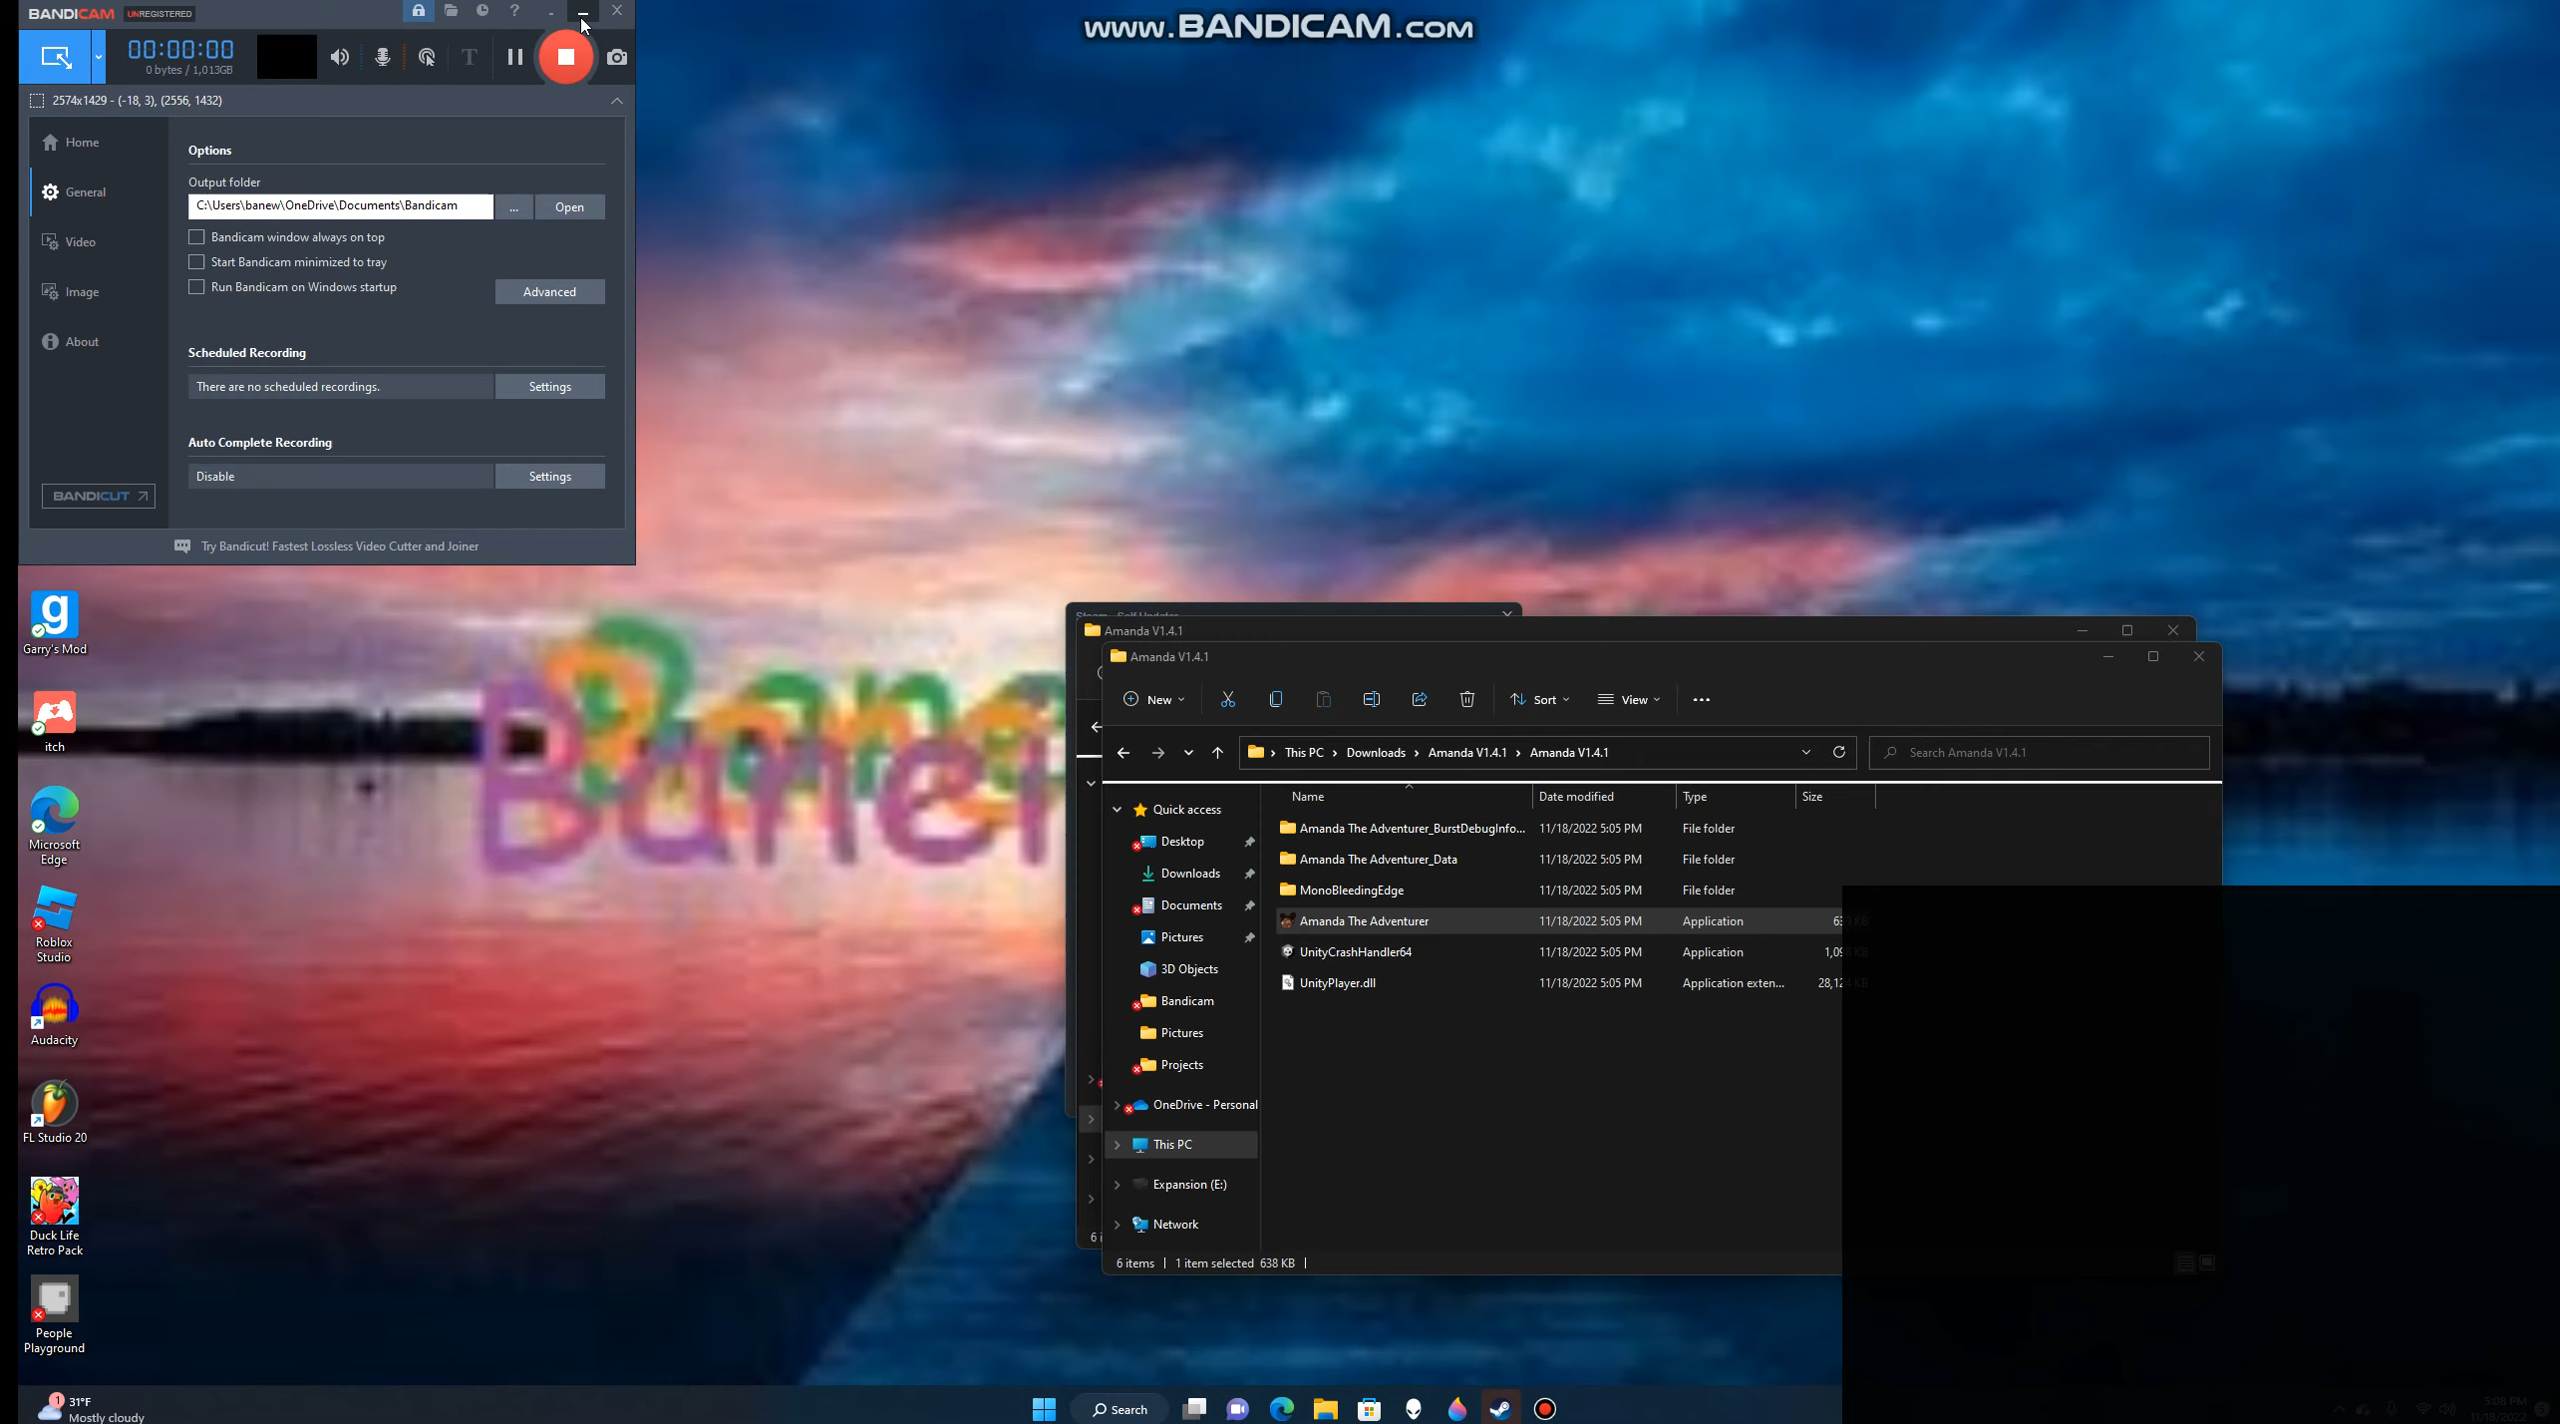 BANDICAM UNREGISTERED
www.BANDICAM.com
00:00:00
0 bytes / 1,013GB
2574x1429 - (-18, 3), (2556, 1432)
Home
General
Video
Image
About
BANDICUT
Options
Output folder
C:\Users\banew\OneDrive\Documents\Bandicam
...
Open
Bandicam window always on top
Start Bandicam minimized to tray
Run Bandicam on Windows startup
Advanced
Scheduled Recording
There are no scheduled recordings.
Settings
Auto Complete Recording
Disable
Settings
Try Bandicut! Fastest Lossless Video Cutter and Joiner
Garry's Mod
itch
Microsoft
Edge
Roblox
Studio
Audacity
FL Studio 20
Duck Life
Retro Pack
People
Playground
Amanda V1.4.1
Amanda V1.4.1
New
Sort
View
This PC > Downloads > Amanda V1.4.1 > Amanda V1.4.1
Search Amanda V1.4.1
Name Date modified Type Size
Quick access
Desktop
Downloads
Documents
Pictures
3D Objects
Bandicam
Pictures
Projects
OneDrive - Personal
This PC
Expansion (E:)
Network
Amanda The Adventurer_BurstDebugInfo... 11/18/2022 5:05 PM File folder
Amanda The Adventurer_Data 11/18/2022 5:05 PM File folder
MonoBleedingEdge 11/18/2022 5:05 PM File folder
Amanda The Adventurer 11/18/2022 5:05 PM Application
UnityCrashHandler64 11/18/2022 5:05 PM Application
UnityPlayer.dll 11/18/2022 5:05 PM Application exten...
6 items 1 item selected 638 KB
31°F
Mostly cloudy
Search
5:08 PM
11/18/2022